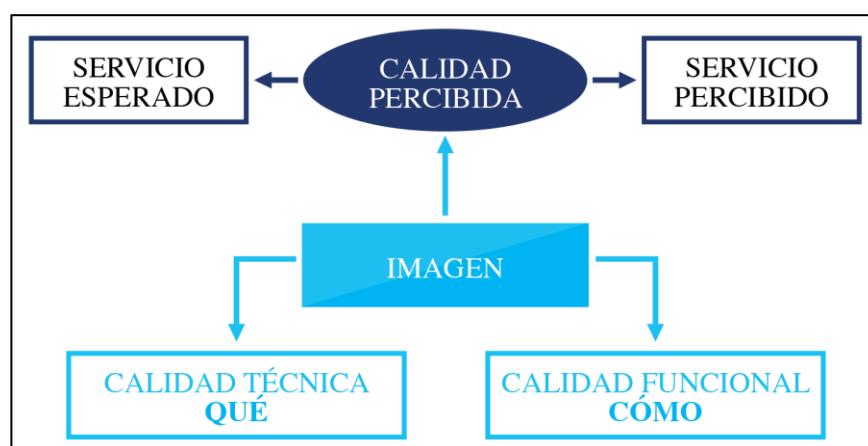 SERVICIO
ESPERADO
CALIDAD
PERCIBIDA
SERVICIO
PERCIBIDO
IMAGEN
CALIDAD TÉCNICA
QUÉ
CALIDAD FUNCIONAL
CÓMO